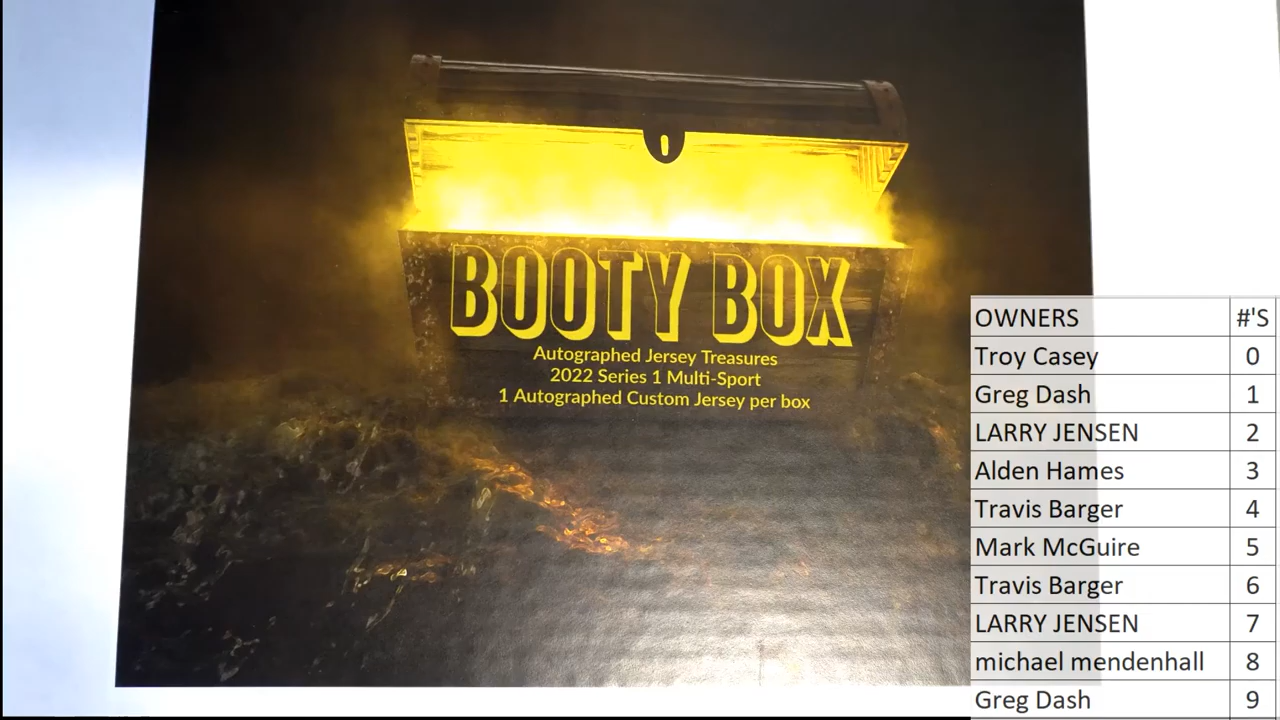 BOOTY BOX
Autographed Jersey Treasures
2022 Series 1 Multi-Sport
1 Autographed Custom Jersey per box
OWNERS #'S
Troy Casey 0
Greg Dash 1
LARRY JENSEN 2
Alden Hames 3
Travis Barger 4
Mark McGuire 5
Travis Barger 6
LARRY JENSEN 7
michael mendenhall 8
Greg Dash 9